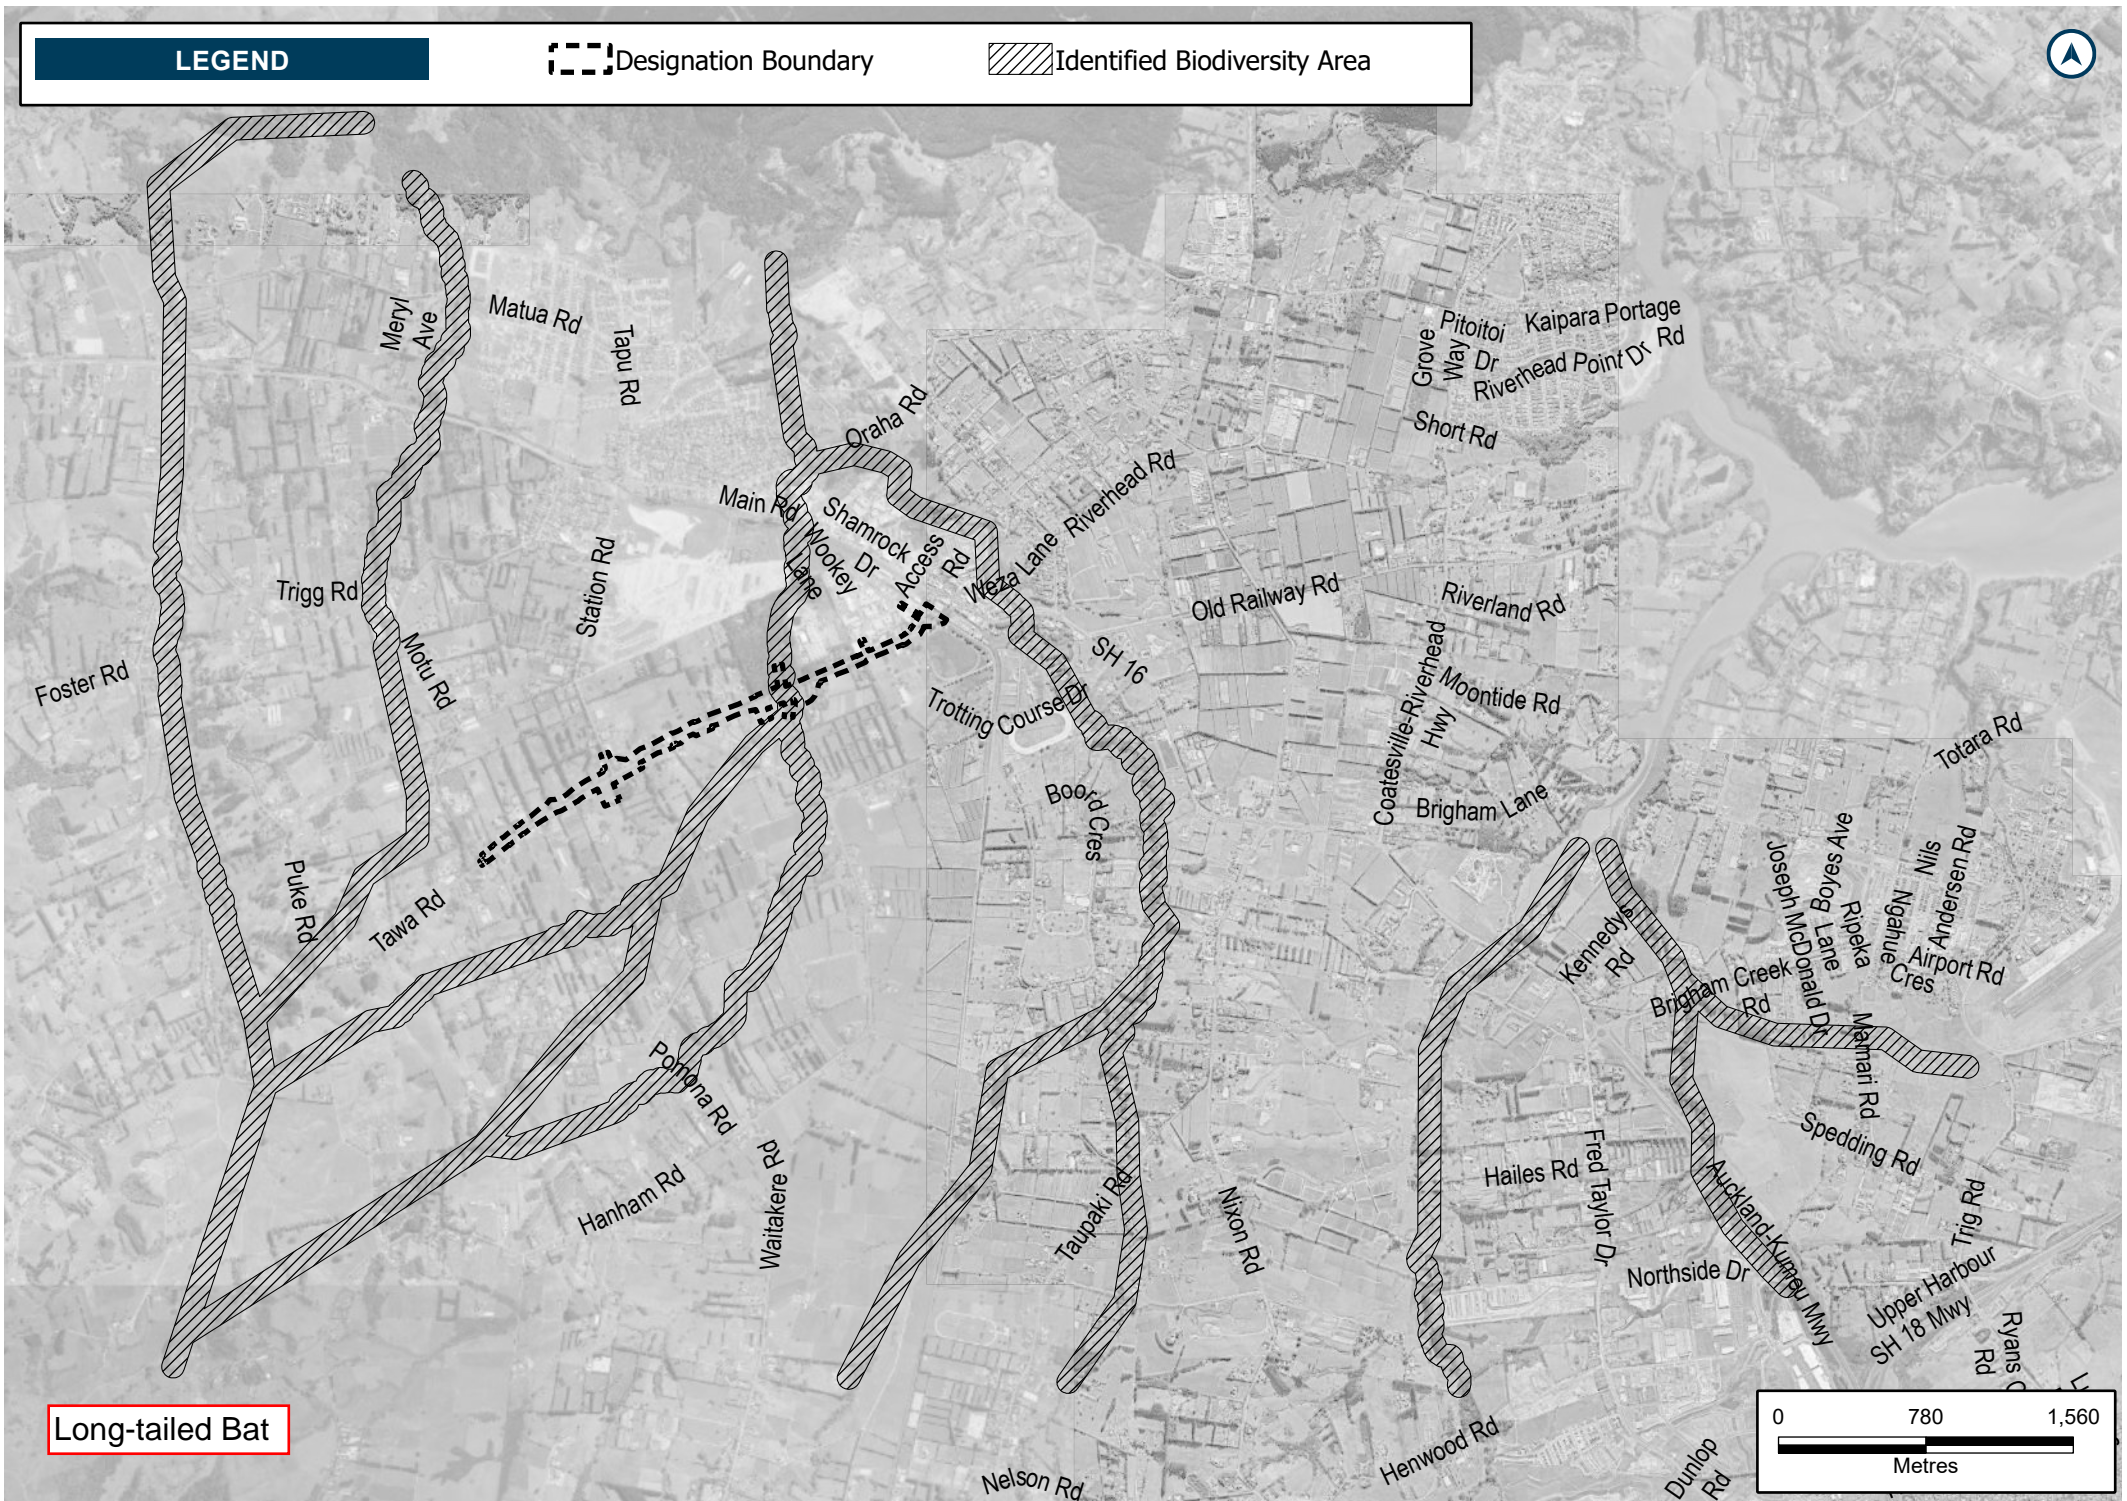 LEGEND
Designation Boundary
Identified Biodiversity Area
Meryl
Ave
Matua Rd
Tapu Rd
Oraha Rd
Grove
Way
Pitoitoi
Dr
Kaipara Portage
Rd
Riverhead Point Dr
Short Rd
Main Rd
Shamrock
Dr
Wookey
Lane
Access
Rd
Weza Lane
Riverhead Rd
Station Rd
Trigg Rd
Motu Rd
Foster Rd
Old Railway Rd
Riverland Rd
SH 16
Coatesville-Riverhead
Hwy
Moontide Rd
Trotting Course Dr
Boord Cres
Brigham Lane
Totara Rd
Puke Rd
Tawa Rd
Kennedys
Rd
Joseph McDonald Dr
Boyes Ave
Lane
Ripeka
Ngahue
Cres
Nils
Andersen Rd
Airport Rd
Brigham Creek
Rd
Mamari Rd
Pomona Rd
Hanham Rd
Waitakere Rd
Taupaki Rd
Nixon Rd
Hailes Rd
Fred Taylor Dr
Spedding Rd
Trig Rd
Auckland-Kumeu Mwy
Northside Dr
Upper Harbour
SH 18 Mwy
Ryans
Rd
Henwood Rd
Nelson Rd
Dunlop
Rd
Long-tailed Bat
0 780 1,560
Metres